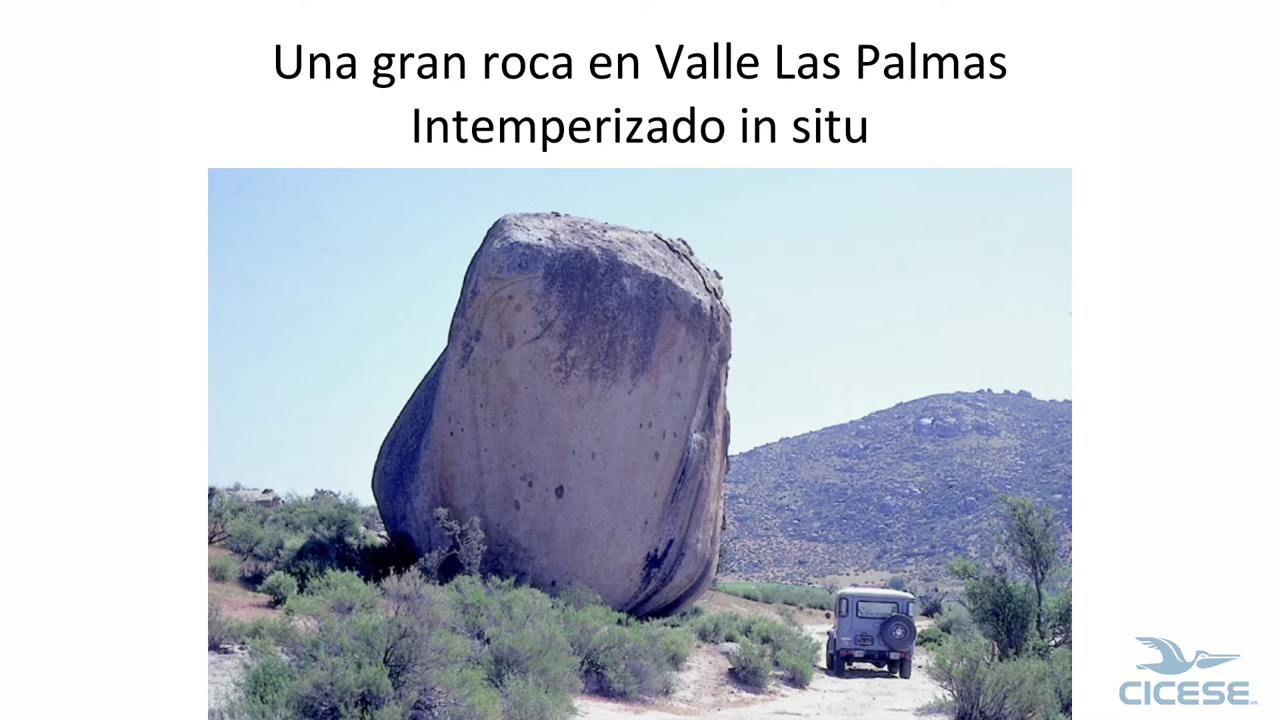 Una gran roca en Valle Las Palmas
Intemperizado in situ
CICESE